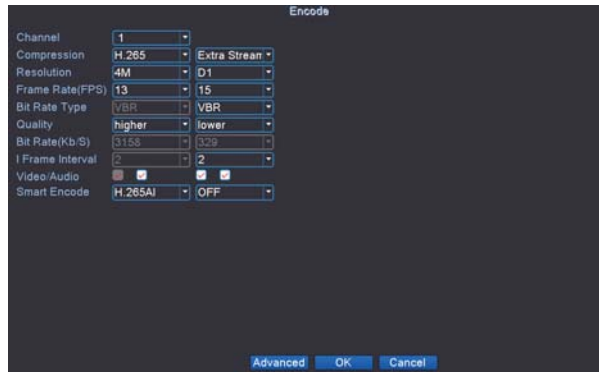 Encode
Channel 1
Compression H.265 Extra Stream
Resolution 4M D1
Frame Rate(FPS) 13 15
Bit Rate Type VBR VBR
Quality higher lower
Bit Rate(Kb/S) 3158 329
I Frame Interval 2 2
Video/Audio
Smart Encode H.265AI OFF
Advanced OK Cancel